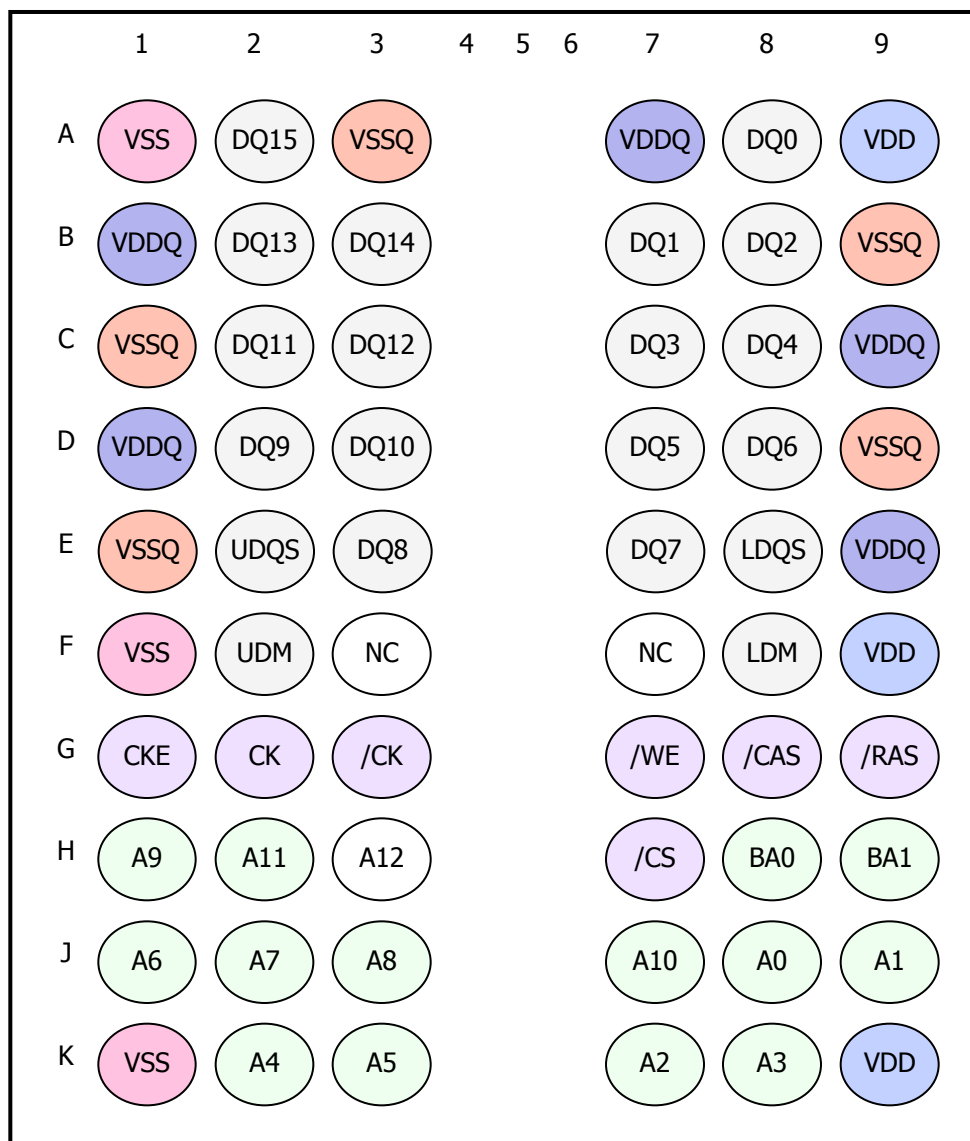 1 2 3 4 5 6 7 8 9
A VSS DQ15 VSSQ VDDQ DQ0 VDD
B VDDQ DQ13 DQ14 DQ1 DQ2 VSSQ
C VSSQ DQ11 DQ12 DQ3 DQ4 VDDQ
D VDDQ DQ9 DQ10 DQ5 DQ6 VSSQ
E VSSQ UDQS DQ8 DQ7 LDQS VDDQ
F VSS UDM NC NC LDM VDD
G CKE CK /CK /WE /CAS /RAS
H A9 A11 A12 /CS BA0 BA1
J A6 A7 A8 A10 A0 A1
K VSS A4 A5 A2 A3 VDD